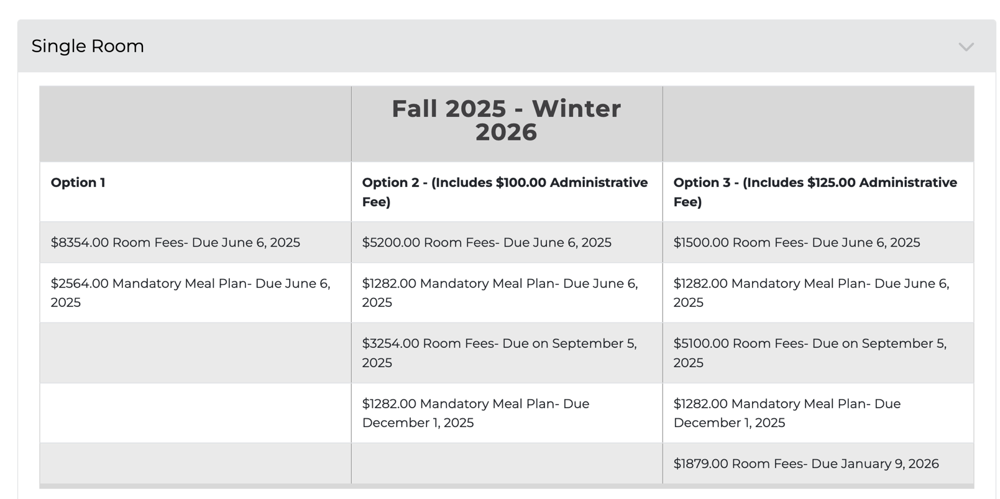 Single Room
Fall 2025 - Winter
2026
Option 1
Option 2 - (Includes $100.00 Administrative
Fee)
Option 3 - (Includes $125.00 Administrative
Fee)
$8354.00 Room Fees- Due June 6, 2025
$5200.00 Room Fees- Due June 6, 2025
$1500.00 Room Fees- Due June 6, 2025
$2564.00 Mandatory Meal Plan- Due June 6,
2025
$1282.00 Mandatory Meal Plan- Due June 6,
2025
$1282.00 Mandatory Meal Plan- Due June 6,
2025
$3254.00 Room Fees- Due on September 5,
2025
$5100.00 Room Fees- Due on September 5,
2025
$1282.00 Mandatory Meal Plan- Due
December 1, 2025
$1282.00 Mandatory Meal Plan- Due
December 1, 2025
$1879.00 Room Fees- Due January 9, 2026